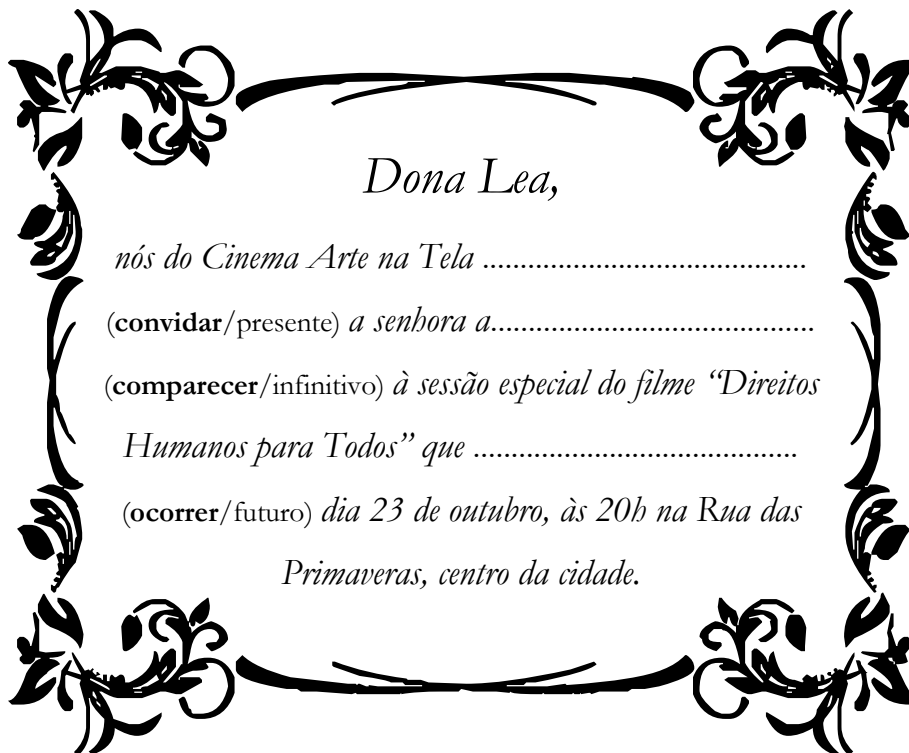 Dona Lea,
nós do Cinema Arte na Tela ..........................................
(convidar/presente) a senhora a..........................................
(comparecer/infinitivo) à sessão especial do filme “Direitos
Humanos para Todos” que ..........................................
(ocorrer/futuro) dia 23 de outubro, às 20h na Rua das
Primaveras, centro da cidade.